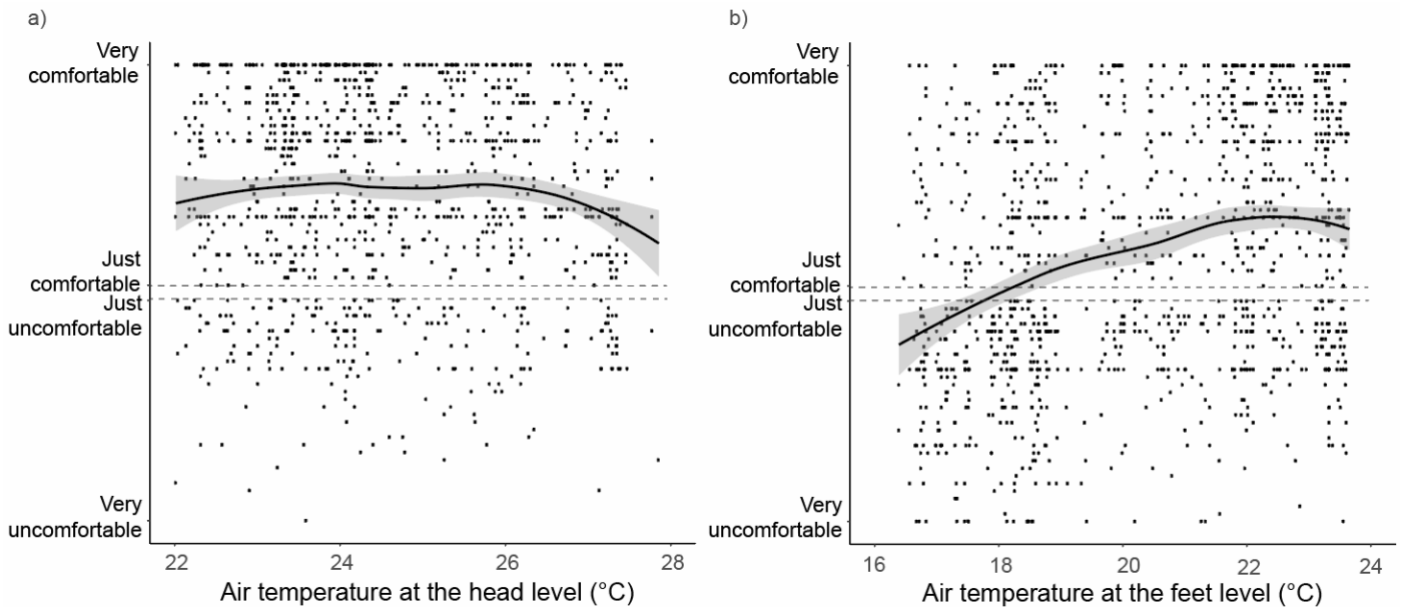 a)
Very
comfortable
Just
comfortable
Just
uncomfortable
Very
uncomfortable
22
24
26
28
Air temperature at the head level (°C)
b)
Very
comfortable
Just
comfortable
Just
uncomfortable
Very
uncomfortable
16
18
20
22
24
Air temperature at the feet level (°C)